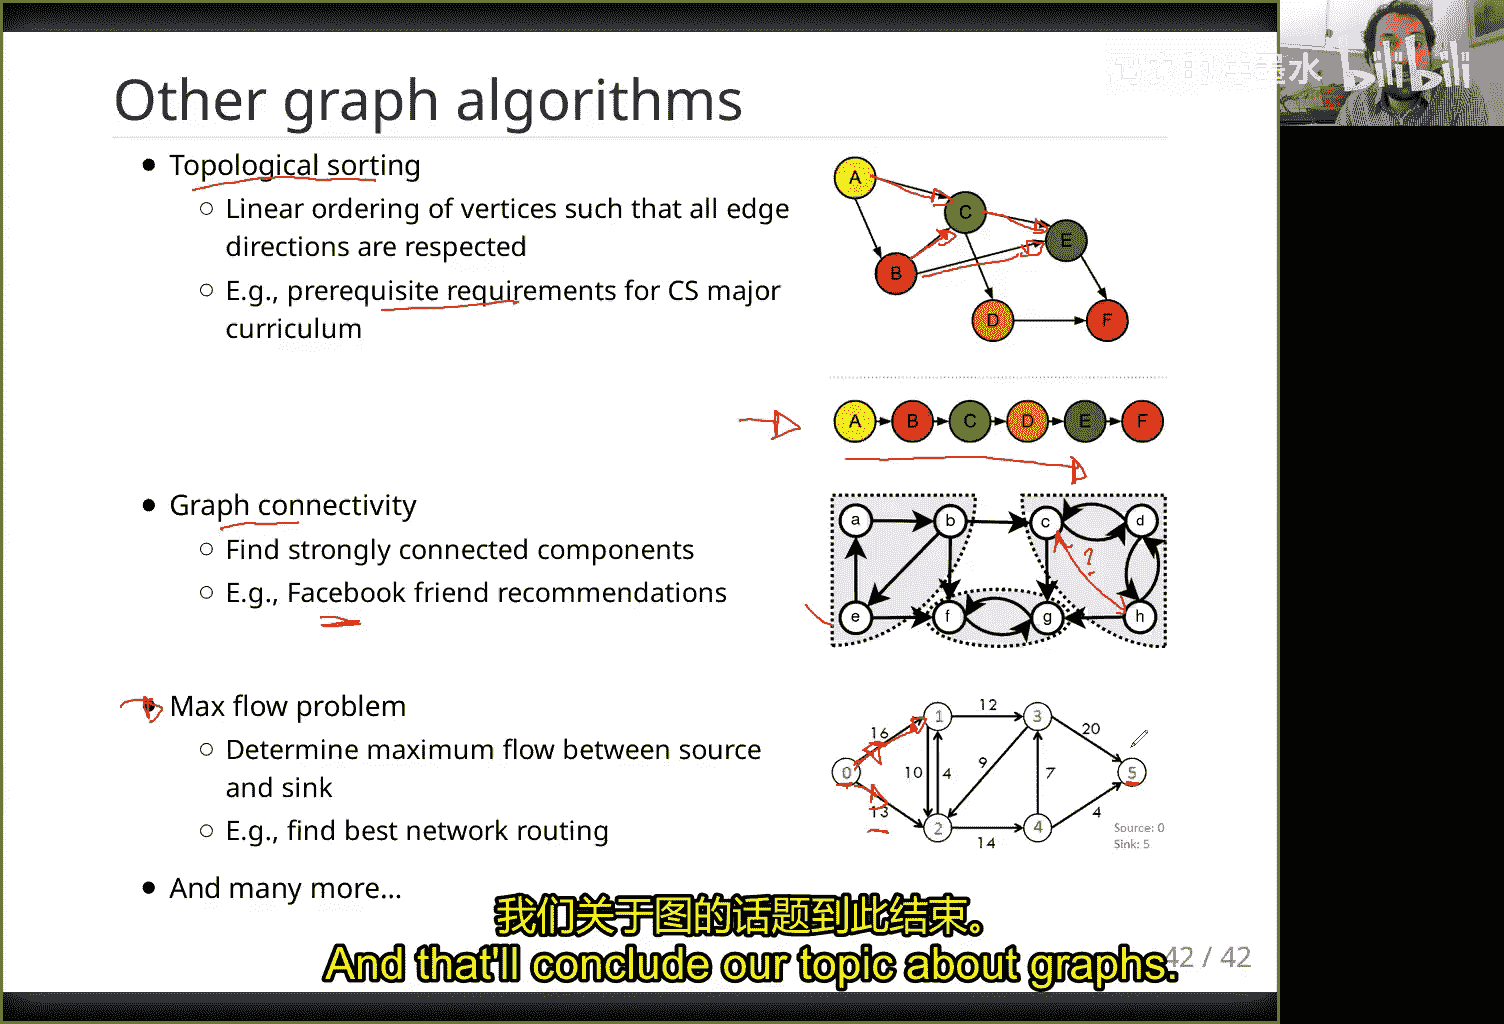 Other graph algorithms
bilibili
Topological sorting
Linear ordering of vertices such that all edge
directions are respected
E.g., prerequisite requirements for CS major
curriculum
A
C
E
B
D
F
A B C D E F
Graph connectivity
Find strongly connected components
E.g., Facebook friend recommendations
a b c d
?
e f g h
Max flow problem
Determine maximum flow between source
and sink
E.g., find best network routing
1 12 3
16 20
0 10 4 9 7 5
13 4
2 14 4
Source: 0
Sink: 5
And many more...
我们关于图的话题到此结束。
And that'll conclude our topic about graphs.
42 / 42